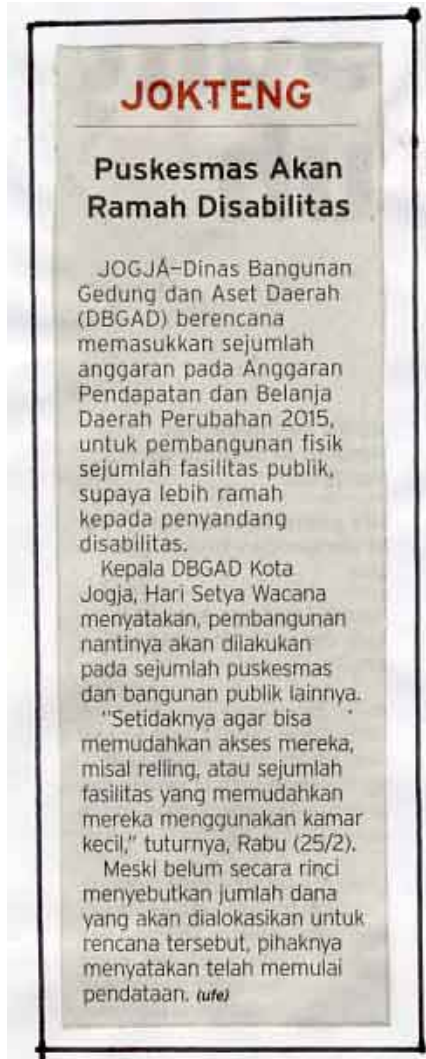 JOKTENG
Puskesmas Akan
Ramah Disabilitas
JOGJA–Dinas Bangunan
Gedung dan Aset Daerah
(DBGAD) berencana
memasukkan sejumlah
anggaran pada Anggaran
Pendapatan dan Belanja
Daerah Perubahan 2015,
untuk pembangunan fisik
sejumlah fasilitas publik,
supaya lebih ramah
kepada penyandang
disabilitas.
Kepala DBGAD Kota
Jogja, Hari Setya Wacana
menyatakan, pembangunan
nantinya akan dilakukan
pada sejumlah puskesmas
dan bangunan publik lainnya.
"Setidaknya agar bisa
memudahkan akses mereka,
misal relling, atau sejumlah
fasilitas yang memudahkan
mereka menggunakan kamar
kecil," tuturnya, Rabu (25/2).
Meski belum secara rinci
menyebutkan jumlah dana
yang akan dialokasikan untuk
rencana tersebut, pihaknya
menyatakan telah memulai
pendataan. (ufe)